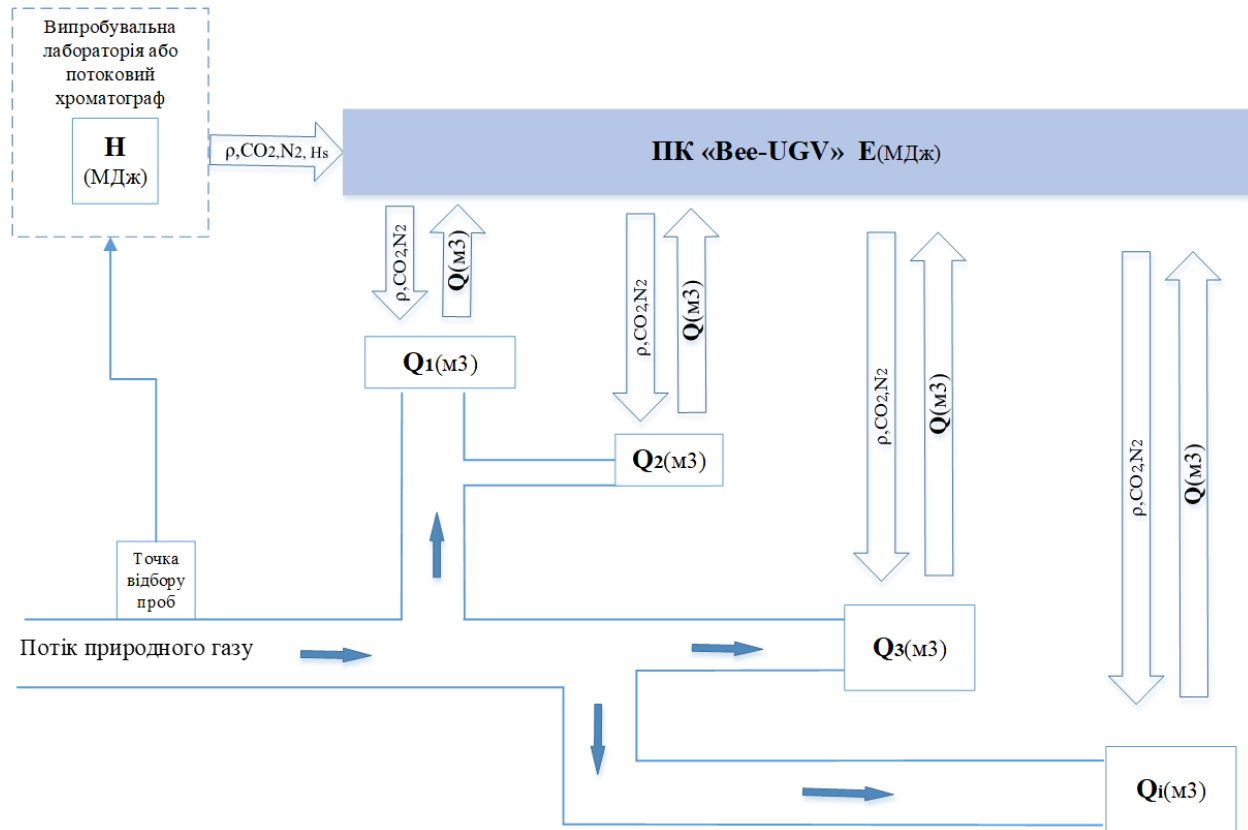 Випробувальна
лабораторія або
потоковий
хроматограф
H
(МДж)
ρ,CO2,N2, Hs
ПК «Bee-UGV» E(МДж)
ρ,CO2,N2
Q(м3)
ρ,CO2,N2
Q(м3)
ρ,CO2,N2
Q(м3)
ρ,CO2,N2
Q(м3)
Q1(м3)
Q2(м3)
Точка
відбору
проб
Потік природного газу
Q3(м3)
Qi(м3)